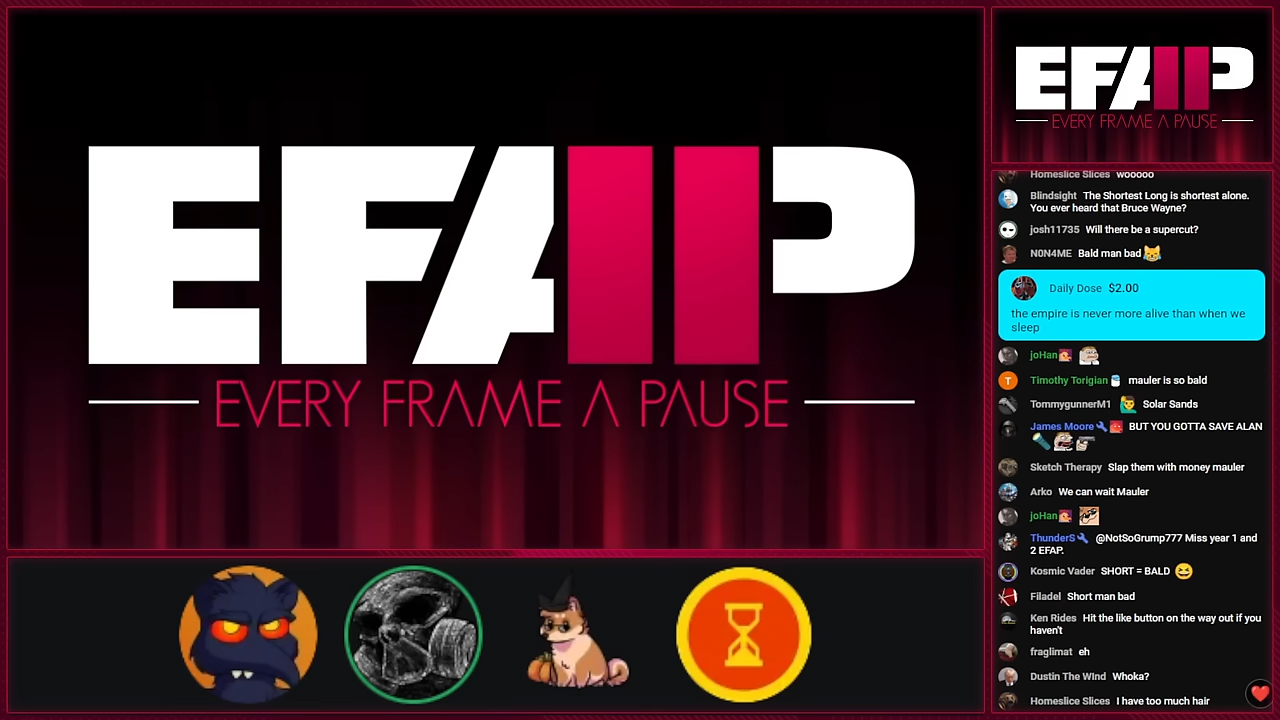 EFAP
EVERY FRAME A PAUSE
EFAP
EVERY FRAME A PAUSE
Homeslice Slices wooooo
Blindsight The Shortest Long is shortest alone.
You ever heard that Bruce Wayne?
josh11735 Will there be a supercut?
N0N4ME Bald man bad
Daily Dose $2.00
the empire is never more alive than when we
sleep
joHan
T
Timothy Torigian mauler is so bald
TommygunnerM1 Solar Sands
James Moore BUT YOU GOTTA SAVE ALAN
Sketch Therapy Slap them with money mauler
Arko We can wait Mauler
joHan
ThunderS @NotSoGrump777 Miss year 1 and
2 EFAP.
Kosmic Vader SHORT = BALD
Filadel Short man bad
Ken Rides Hit the like button on the way out if you
haven't
fraglimat eh
Dustin The WInd Whoka?
Homeslice Slices I have too much hair